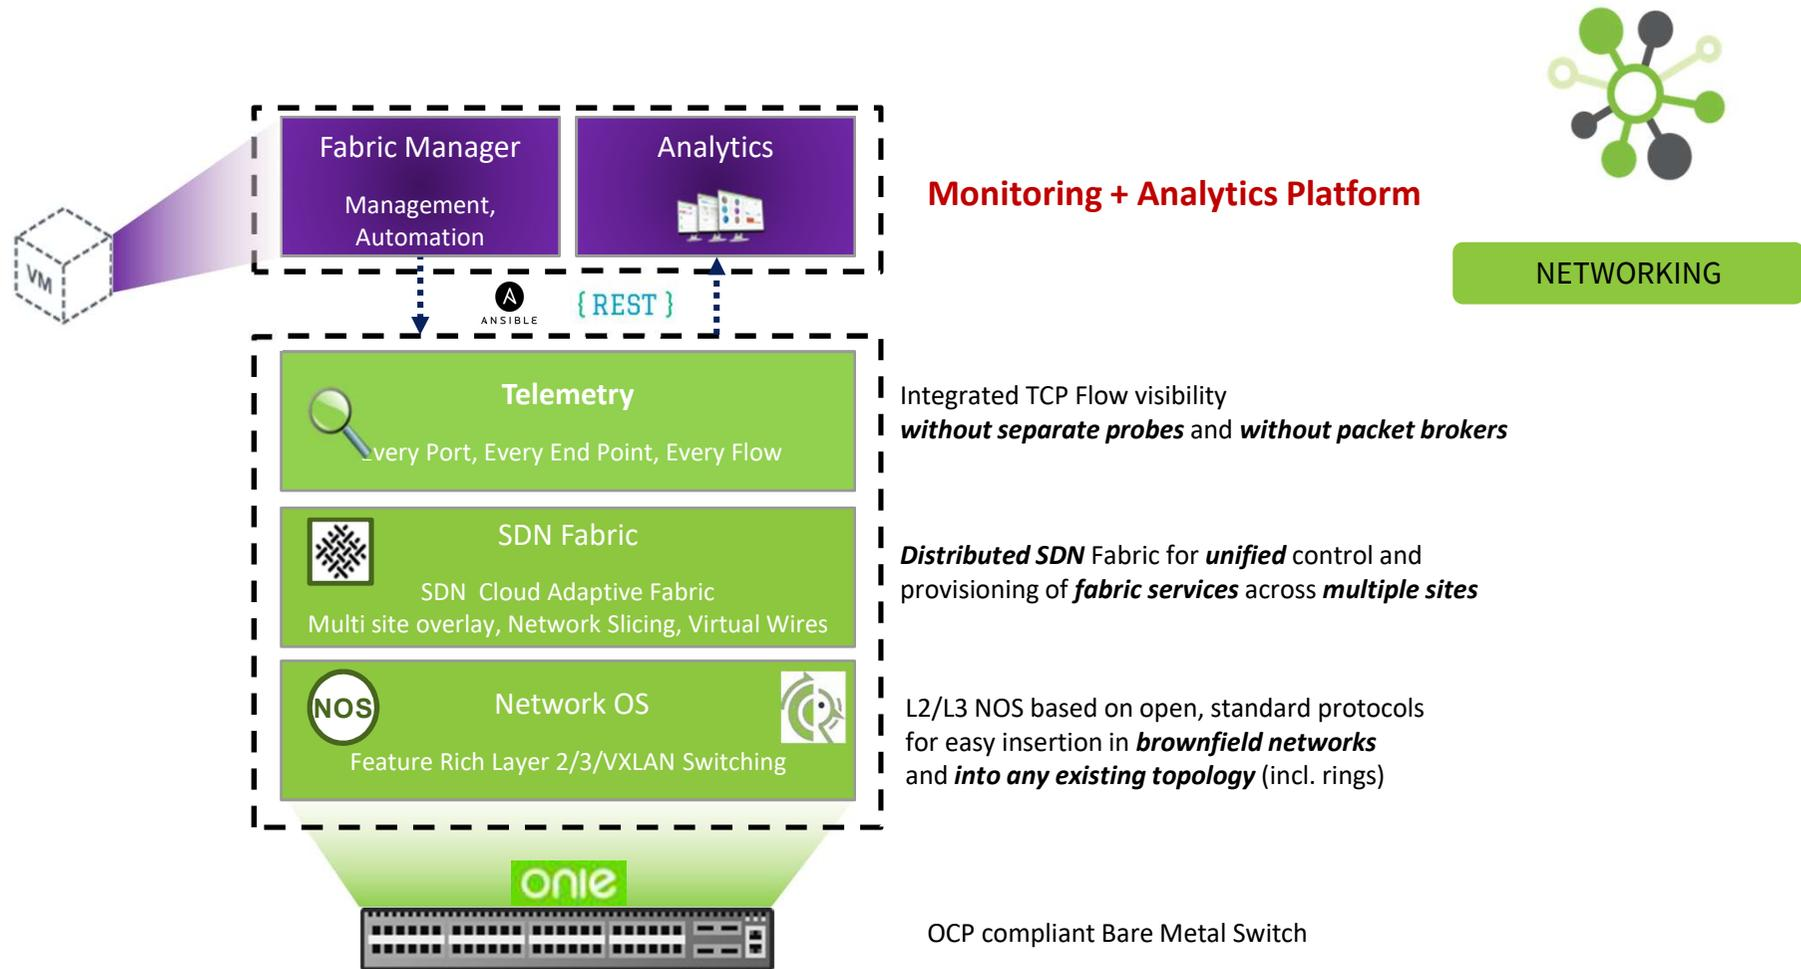 Fabric Manager
Management,
Automation
Analytics
Monitoring + Analytics Platform
NETWORKING
VM
ANSIBLE
{ REST }
Telemetry
Every Port, Every End Point, Every Flow
Integrated TCP Flow visibility
without separate probes and without packet brokers
SDN Fabric
SDN Cloud Adaptive Fabric
Multi site overlay, Network Slicing, Virtual Wires
Distributed SDN Fabric for unified control and
provisioning of fabric services across multiple sites
NOS
Network OS
Feature Rich Layer 2/3/VXLAN Switching
L2/L3 NOS based on open, standard protocols
for easy insertion in brownfield networks
and into any existing topology (incl. rings)
onie
OCP compliant Bare Metal Switch